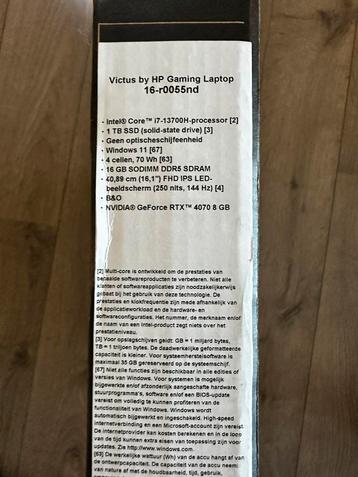 Victus by HP Gaming Laptop
16-r0055nd
- Intel® Core™ i7-13700H-processor [2]
- 1 TB SSD (solid-state drive) [3]
- Geen optischeschijfeenheid
- Windows 11 [67]
- 4 cellen, 70 Wh [63]
- 16 GB SODIMM DDR5 SDRAM
- 40,89 cm (16,1") FHD IPS LED-
beeldscherm (250 nits, 144 Hz) [4]
- B&O
- NVIDIA® GeForce RTX™ 4070 8 GB
[2] Multi-core is ontwikkeld om de prestaties van
bepaalde softwareproducten te verbeteren. Niet alle
klanten of softwareapplicaties zijn noodzakelijkerwijs
gebaat bij het gebruik van deze technologie. De
prestaties en klokfrequentie zijn mede afhankelijk van
de applicatieworkload en de hardware- en
softwareconfiguraties. Het nummer, de merknaam en/of
de naam van een Intel-product zegt niets over het
prestatieniveau.
[3] Voor opslagschijven geldt: GB = 1 miljard bytes,
TB = 1 triljoen bytes. De daadwerkelijke geformatteerde
capaciteit is kleiner. Voor systeemherstelsoftware is
maximaal 35 GB gereserveerd op de systeemschijf
[67] Niet alle functies zijn beschikbaar in alle edities of
versies van Windows. Voor systemen is mogelijk
bijgewerkte en/of afzonderlijk aangeschafte hardware,
stuurprogramma's, software en/of een BIOS-update
vereist om volledig te kunnen profiteren van de
functionaliteit van Windows. Windows wordt
automatisch bijgewerkt en ingeschakeld. High-speed
internetverbinding en een Microsoft-account zijn vereist.
De internetprovider kan kosten berekenen en in de loop
van de tijd kunnen extra eisen van toepassing zijn voor
updates. Zie http://www.windows.com.
[63] De werkelijke wattuur (Wh) van de accu hangt af van
de ontwerpcapaciteit. De capaciteit van de accu neemt
van nature af met de houdbaarheid, tijd, gebruik,